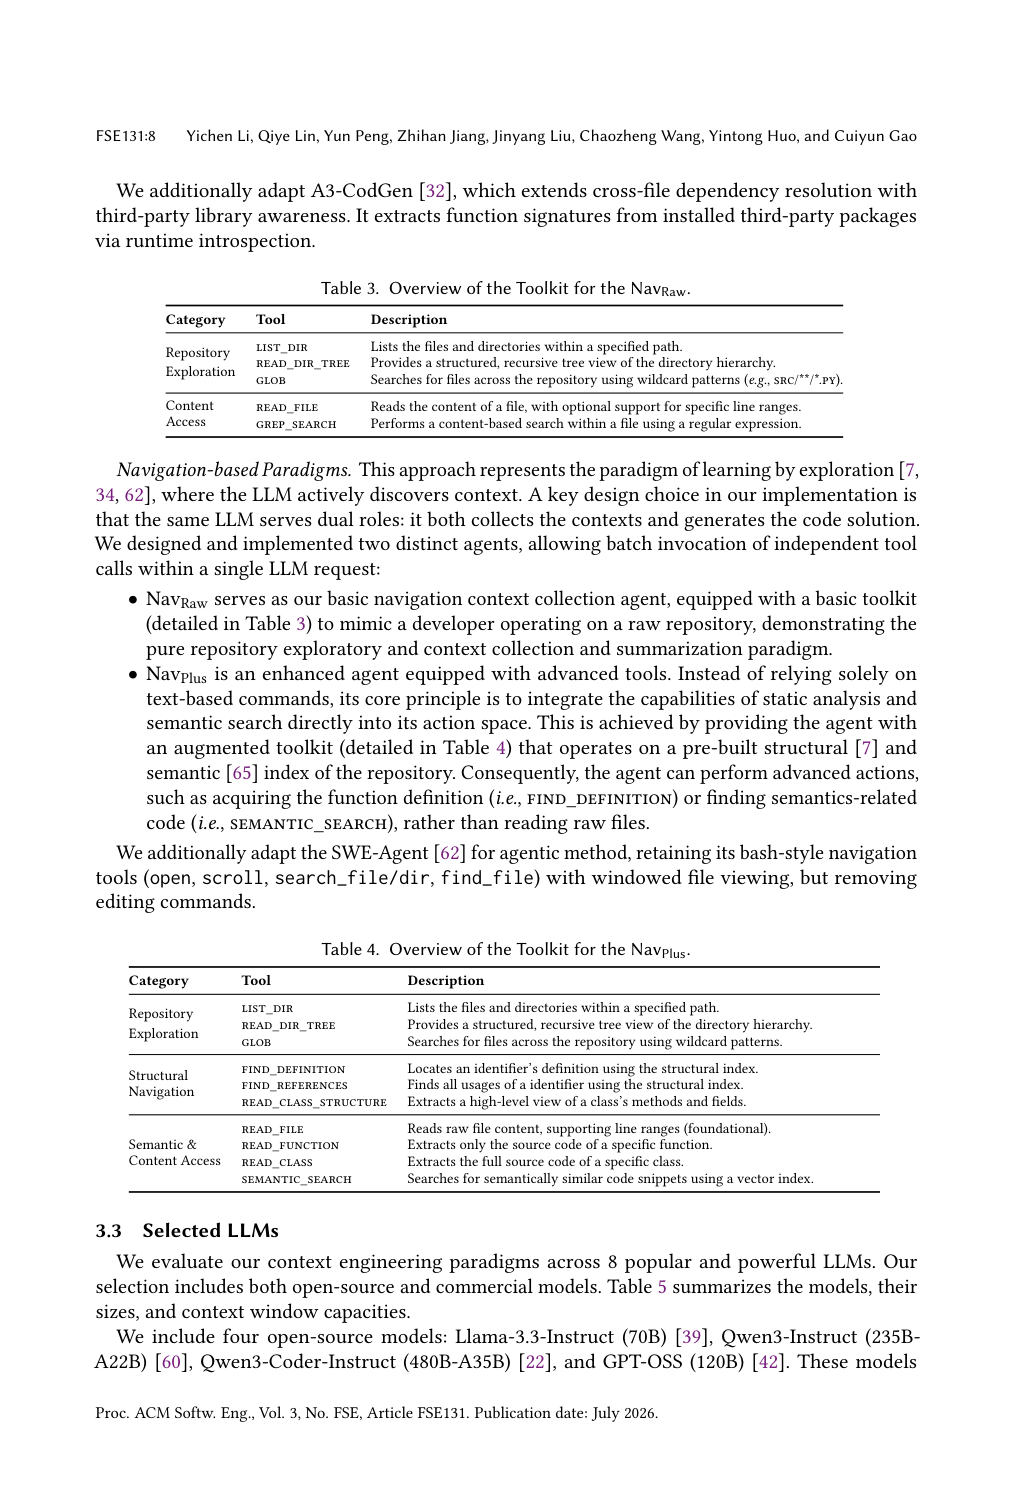 FSE131:8 Yichen Li, Qiye Lin, Yun Peng, Zhihan Jiang, Jinyang Liu, Chaozheng Wang, Yintong Huo, and Cuiyun Gao
We additionally adapt A3-CodGen [32], which extends cross-file dependency resolution with
third-party library awareness. It extracts function signatures from installed third-party packages
via runtime introspection.
Table 3. Overview of the Toolkit for the NavRaw.
Category Tool Description
Repository Exploration
LIST_DIR Lists the files and directories within a specified path.
READ_DIR_TREE Provides a structured, recursive tree view of the directory hierarchy.
GLOB Searches for files across the repository using wildcard patterns (e.g., SRC/**/*.PY).
Content Access
READ_FILE Reads the content of a file, with optional support for specific line ranges.
GREP_SEARCH Performs a content-based search within a file using a regular expression.
Navigation-based Paradigms. This approach represents the paradigm of learning by exploration [7,
34, 62], where the LLM actively discovers context. A key design choice in our implementation is
that the same LLM serves dual roles: it both collects the contexts and generates the code solution.
We designed and implemented two distinct agents, allowing batch invocation of independent tool
calls within a single LLM request:
• NavRaw serves as our basic navigation context collection agent, equipped with a basic toolkit
(detailed in Table 3) to mimic a developer operating on a raw repository, demonstrating the
pure repository exploratory and context collection and summarization paradigm.
• NavPlus is an enhanced agent equipped with advanced tools. Instead of relying solely on
text-based commands, its core principle is to integrate the capabilities of static analysis and
semantic search directly into its action space. This is achieved by providing the agent with
an augmented toolkit (detailed in Table 4) that operates on a pre-built structural [7] and
semantic [65] index of the repository. Consequently, the agent can perform advanced actions,
such as acquiring the function definition (i.e., FIND_DEFINITION) or finding semantics-related
code (i.e., SEMANTIC_SEARCH), rather than reading raw files.
We additionally adapt the SWE-Agent [62] for agentic method, retaining its bash-style navigation
tools (open, scroll, search_file/dir, find_file) with windowed file viewing, but removing
editing commands.
Table 4. Overview of the Toolkit for the NavPlus.
Category Tool Description
Repository Exploration
LIST_DIR Lists the files and directories within a specified path.
READ_DIR_TREE Provides a structured, recursive tree view of the directory hierarchy.
GLOB Searches for files across the repository using wildcard patterns.
Structural Navigation
FIND_DEFINITION Locates an identifier's definition using the structural index.
FIND_REFERENCES Finds all usages of a identifier using the structural index.
READ_CLASS_STRUCTURE Extracts a high-level view of a class's methods and fields.
Semantic & Content Access
READ_FILE Reads raw file content, supporting line ranges (foundational).
READ_FUNCTION Extracts only the source code of a specific function.
READ_CLASS Extracts the full source code of a specific class.
SEMANTIC_SEARCH Searches for semantically similar code snippets using a vector index.
3.3 Selected LLMs
We evaluate our context engineering paradigms across 8 popular and powerful LLMs. Our
selection includes both open-source and commercial models. Table 5 summarizes the models, their
sizes, and context window capacities.
We include four open-source models: Llama-3.3-Instruct (70B) [39], Qwen3-Instruct (235B-
A22B) [60], Qwen3-Coder-Instruct (480B-A35B) [22], and GPT-OSS (120B) [42]. These models
Proc. ACM Softw. Eng., Vol. 3, No. FSE, Article FSE131. Publication date: July 2026.